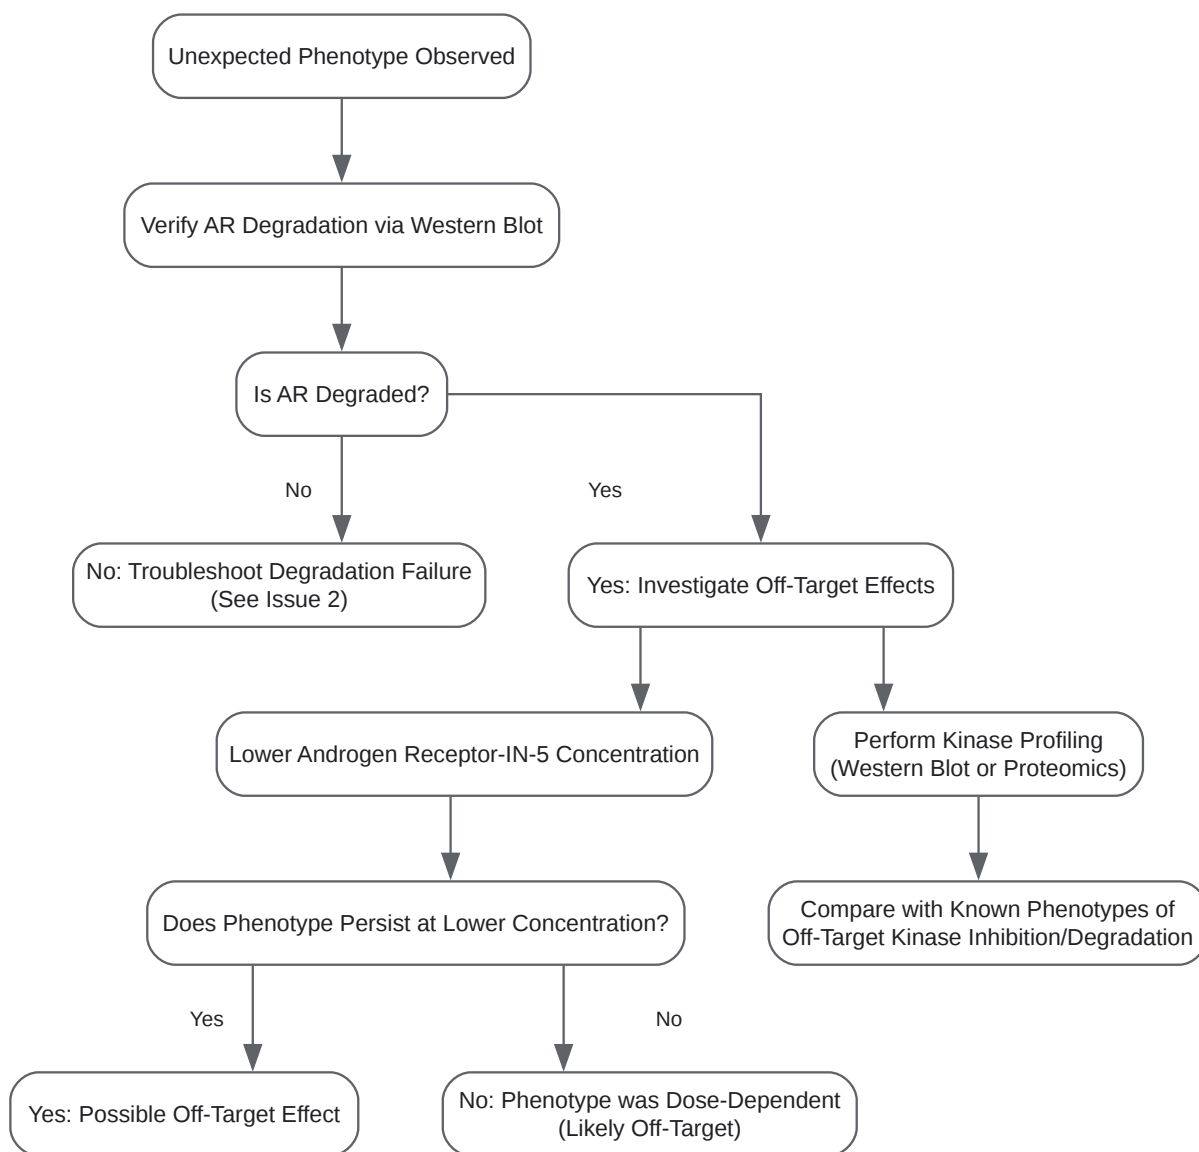 Unexpected Phenotype Observed
Verify AR Degradation via Western Blot
Is AR Degraded?
No
Yes
No: Troubleshoot Degradation Failure
(See Issue 2)
Yes: Investigate Off-Target Effects
Lower Androgen Receptor-IN-5 Concentration
Perform Kinase Profiling
(Western Blot or Proteomics)
Does Phenotype Persist at Lower Concentration?
Compare with Known Phenotypes of
Off-Target Kinase Inhibition/Degradation
Yes
No
Yes: Possible Off-Target Effect
No: Phenotype was Dose-Dependent
(Likely Off-Target)